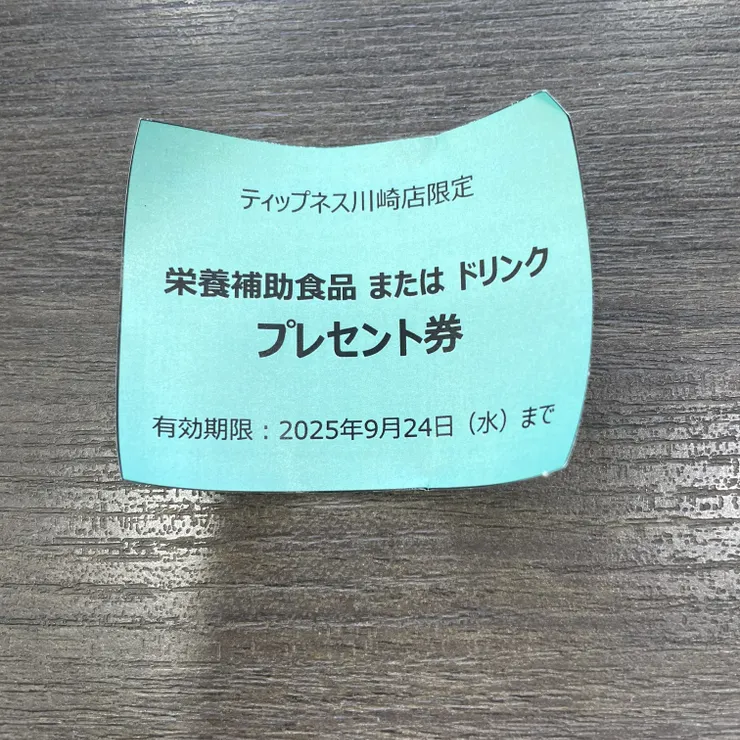 ティップネス川崎店限定
栄養補助食品 または ドリンク
プレセント券
有効期限：2025年9月24日（水）まで